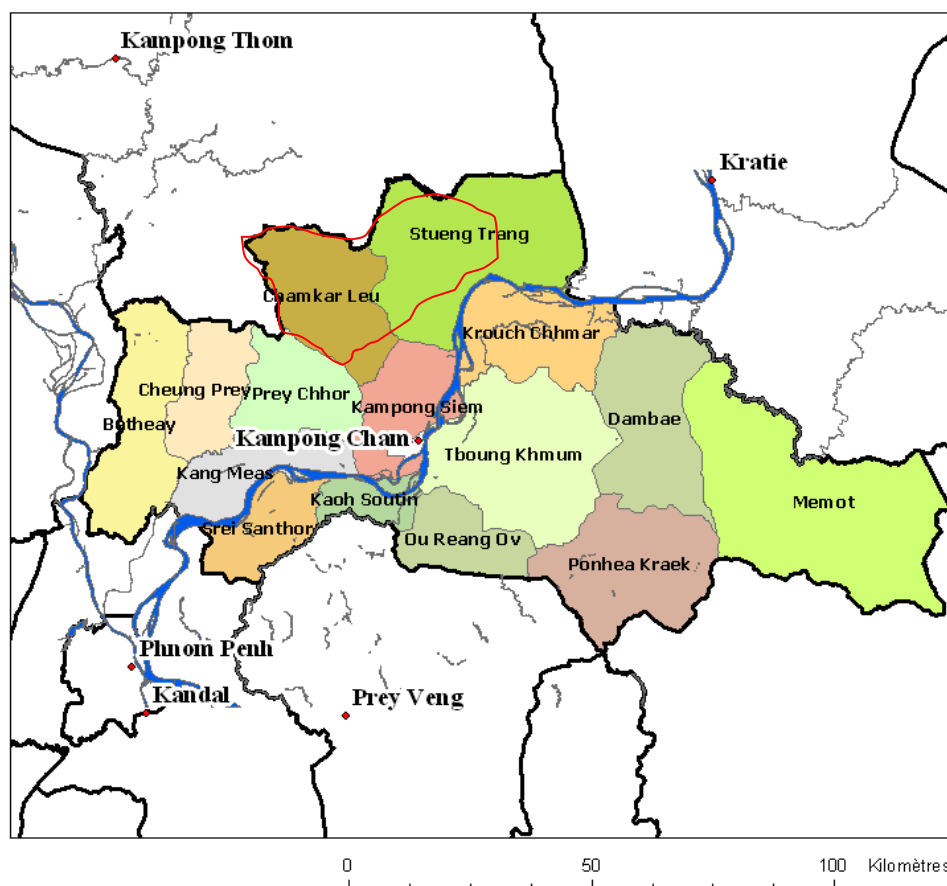 Kampong Thom
Kratie
Stueng Trang
Chamkar Leu
Krouch Chhmar
Cheung Prey
Prey Chhor
Kampong Siem
Dambae
Batheay
Kampong Cham
Tboung Khmum
Kang Meas
Memot
Kaoh Soutin
Srei Santhor
Ou Reang Ov
Ponhea Kraek
Phnom Penh
Kandal
Prey Veng
0 50 100 Kilomètres